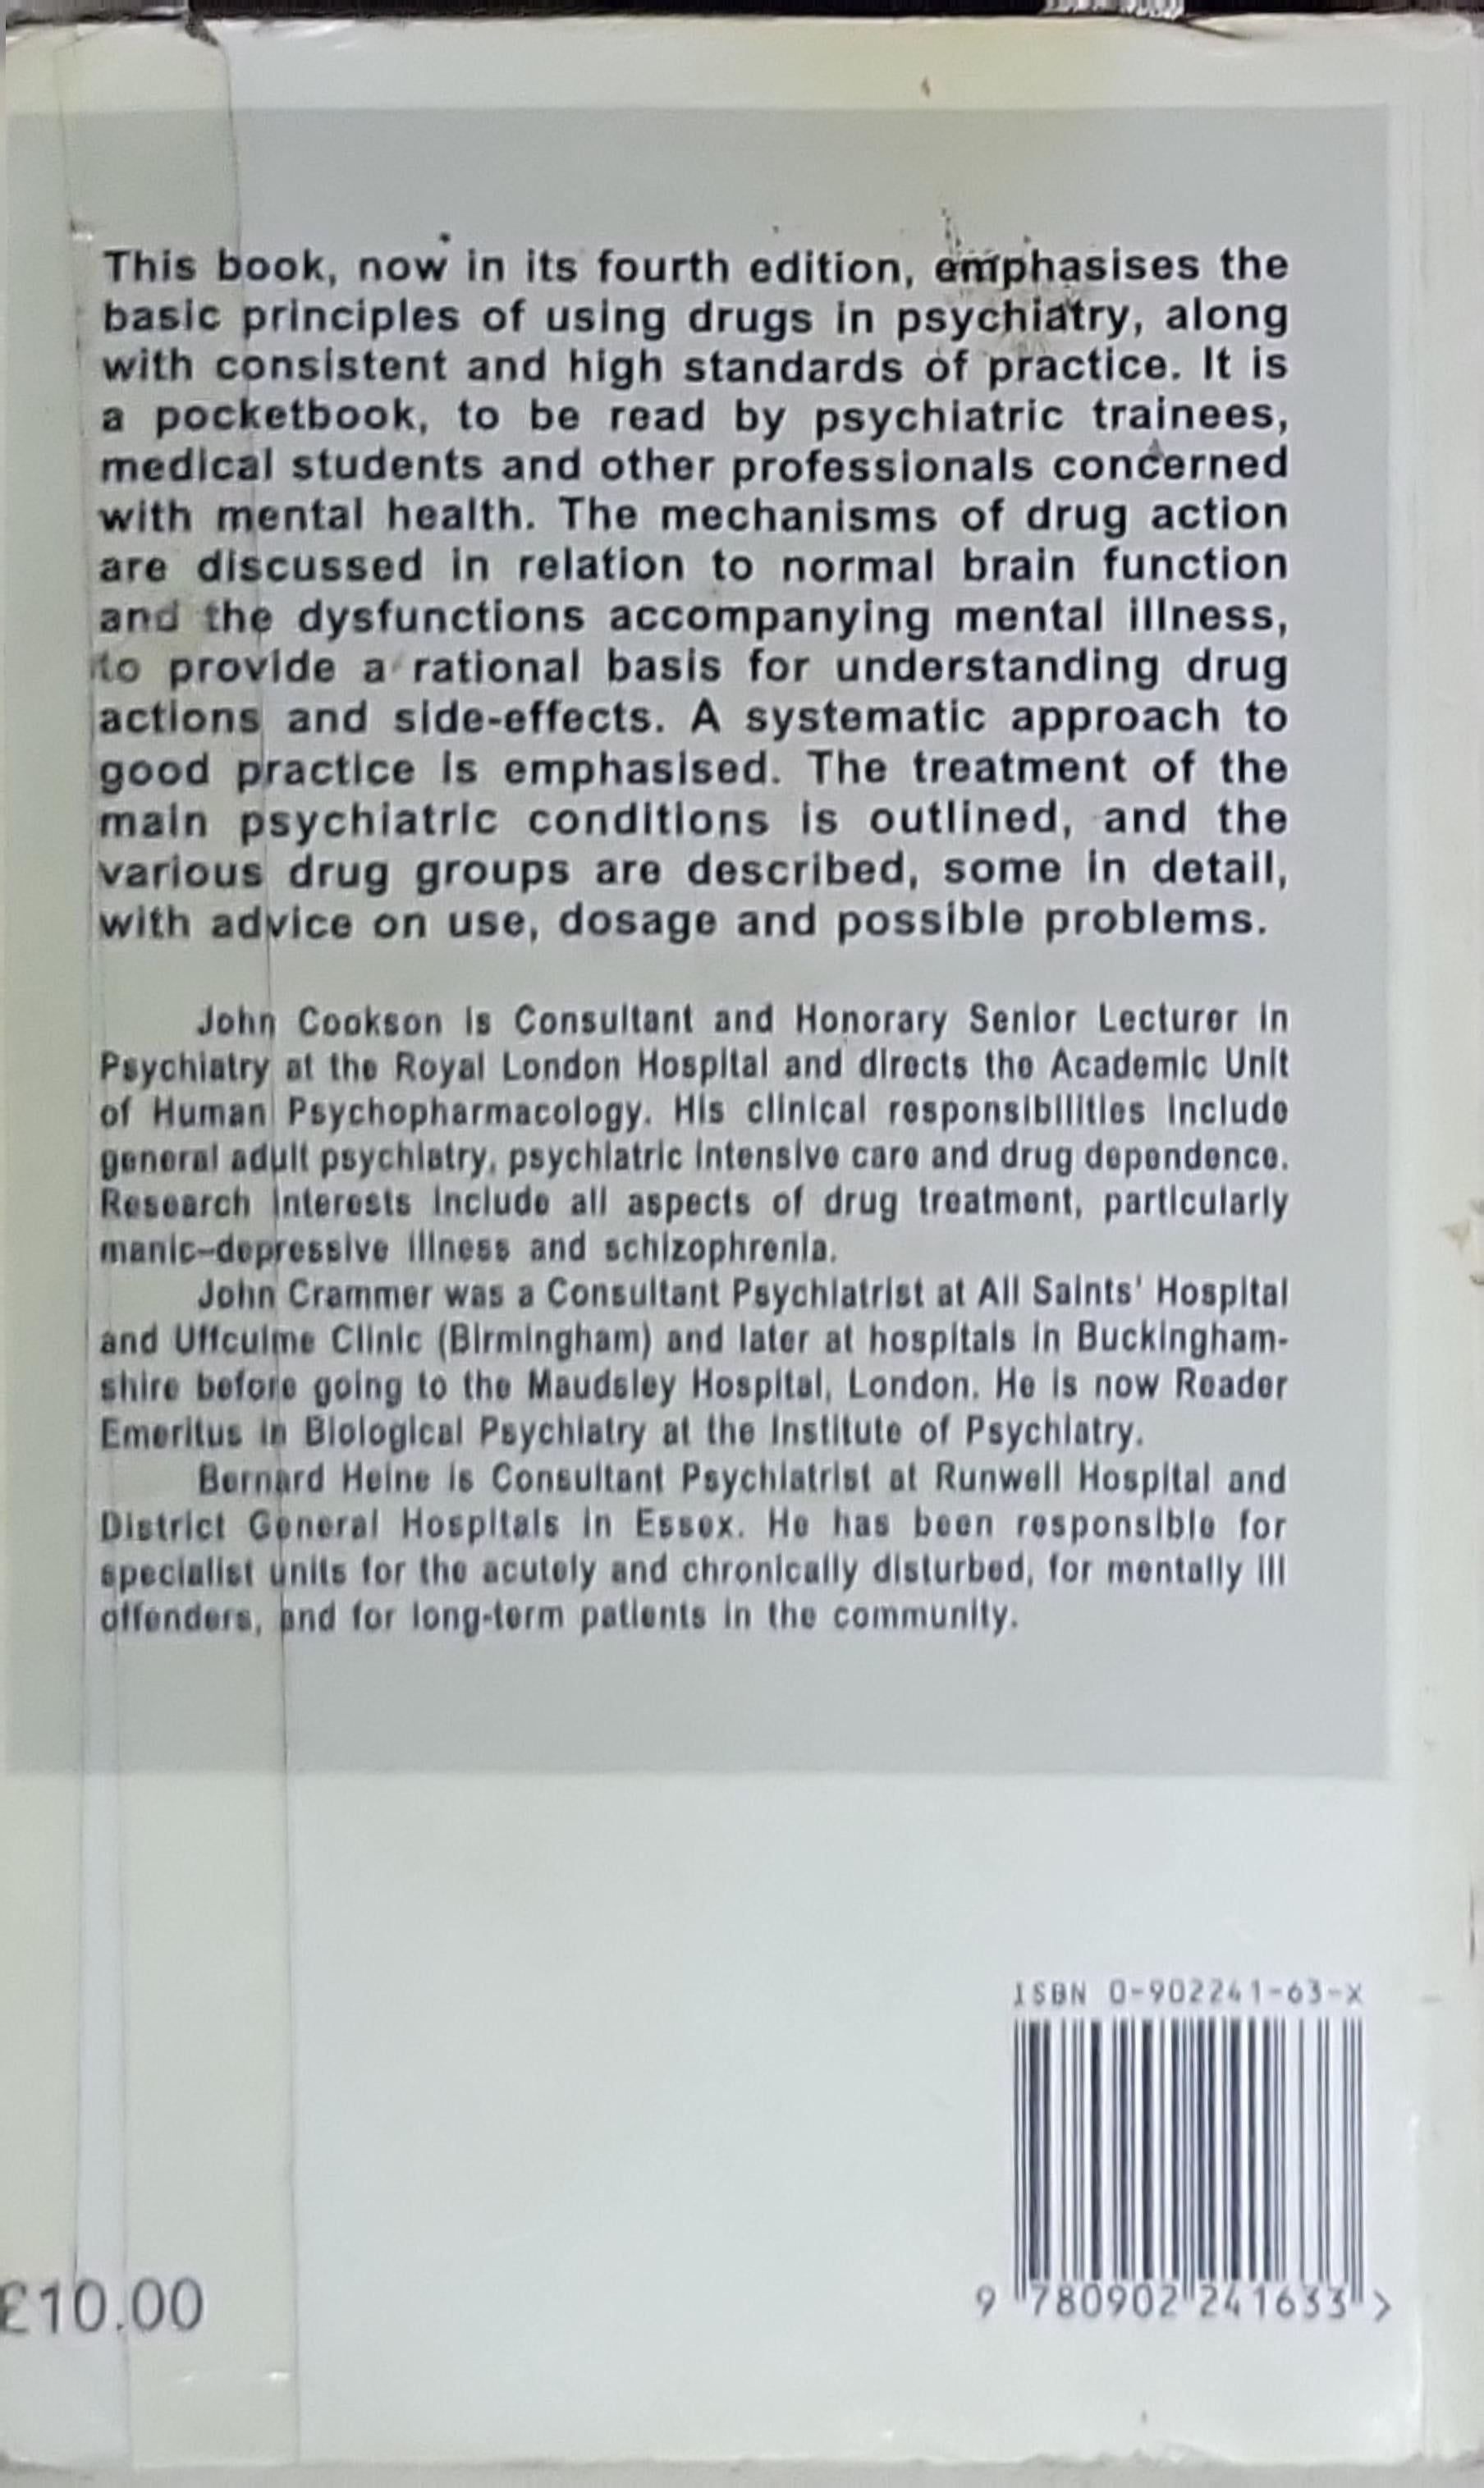 This book, now in its fourth edition, emphasises the
basic principles of using drugs in psychiatry, along
with consistent and high standards of practice. It is
a pocketbook, to be read by psychiatric trainees,
medical students and other professionals concerned
with mental health. The mechanisms of drug action
are discussed in relation to normal brain function
and the dysfunctions accompanying mental illness,
to provide a rational basis for understanding drug
actions and side-effects. A systematic approach to
good practice is emphasised. The treatment of the
main psychiatric conditions is outlined, and the
various drug groups are described, some in detail,
with advice on use, dosage and possible problems.
John Cookson is Consultant and Honorary Senior Lecturer in
Psychiatry at the Royal London Hospital and directs the Academic Unit
of Human Psychopharmacology. His clinical responsibilities include
general adult psychiatry, psychiatric intensive care and drug dependence.
Research interests include all aspects of drug treatment, particularly
manic–depressive illness and schizophrenia.
John Crammer was a Consultant Psychiatrist at All Saints' Hospital
and Uffculme Clinic (Birmingham) and later at hospitals in Buckingham-
shire before going to the Maudsley Hospital, London. He is now Reader
Emeritus in Biological Psychiatry at the Institute of Psychiatry.
Bernard Heine is Consultant Psychiatrist at Runwell Hospital and
District General Hospitals in Essex. He has been responsible for
specialist units for the acutely and chronically disturbed, for mentally ill
offenders, and for long-term patients in the community.
ISBN 0-902241-63-X
9 780902 241633 >
£10.00